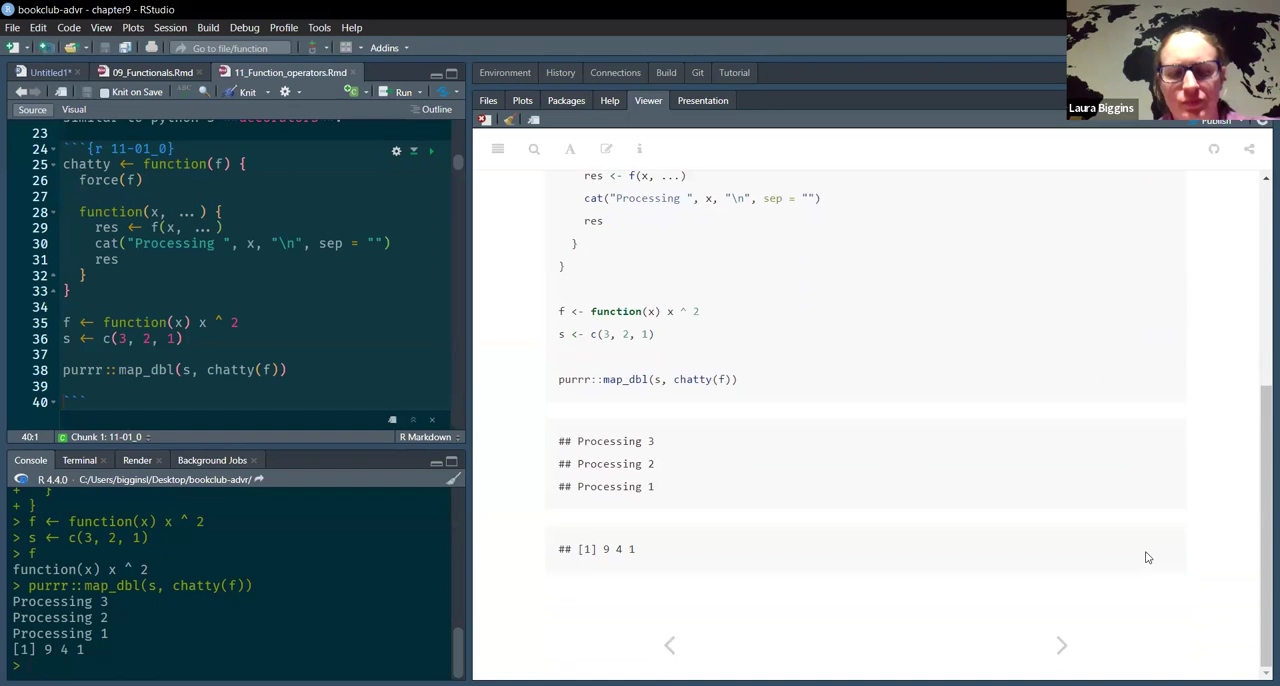 bookclub-advr - chapter9 - RStudio
File Edit Code View Plots Session Build Debug Profile Tools Help
Go to file/function
Addins
Untitled1*
09_Functionals.Rmd
11_Function_operators.Rmd
Knit on Save
ABC
Knit
Run
Source
Visual
Outline
23
24 ```{r 11-01_0}
25 chatty ← function(f) {
26 force(f)
27
28 function(x, ...) {
29 res ← f(x, ...)
30 cat("Processing ", x, "\n", sep = "")
31 res
32 }
33 }
34
35 f ← function(x) x ^ 2
36 s ← c(3, 2, 1)
37
38 purrr::map_dbl(s, chatty(f))
39
40 ```
40:1
Chunk 1: 11-01_0
R Markdown
Console
Terminal
Render
Background Jobs
R 4.4.0 · C:/Users/bigginsl/Desktop/bookclub-advr/
+ }
+ }
> f ← function(x) x ^ 2
> s ← c(3, 2, 1)
> f
function(x) x ^ 2
> purrr::map_dbl(s, chatty(f))
Processing 3
Processing 2
Processing 1
[1] 9 4 1
>
Environment
History
Connections
Build
Git
Tutorial
Files
Plots
Packages
Help
Viewer
Presentation
Publish
Laura Biggins
res <- f(x, ...)
cat("Processing ", x, "\n", sep = "")
res
}
}
f <- function(x) x ^ 2
s <- c(3, 2, 1)
purrr::map_dbl(s, chatty(f))
## Processing 3
## Processing 2
## Processing 1
## [1] 9 4 1